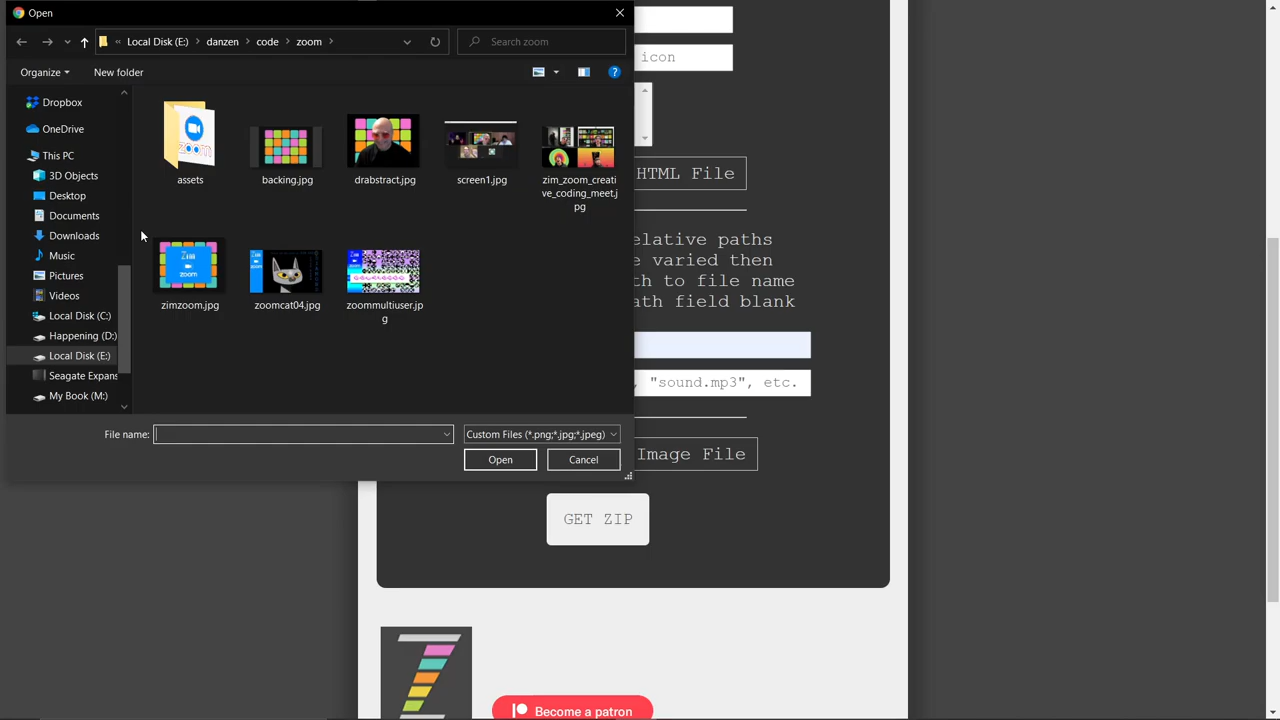 Open
Local Disk (E:) > danzen > code > zoom >
Search zoom
icon
Organize
New folder
Dropbox
OneDrive
This PC
3D Objects
Desktop
Documents
Downloads
Music
Pictures
Videos
Local Disk (C:)
Happening (D:)
Local Disk (E:)
Seagate Expans
My Book (M:)
assets
backing.jpg
drabstract.jpg
screen1.jpg
zim_zoom_creati
ve_coding_meet.j
pg
zimzoom.jpg
zoomcat04.jpg
zoommultiuser.jp
g
HTML File
elative paths
e varied then
th to file name
ath field blank
, "sound.mp3", etc.
File name:
Custom Files (*.png;*.jpg;*.jpeg)
Open
Cancel
Image File
GET ZIP
Become a patron